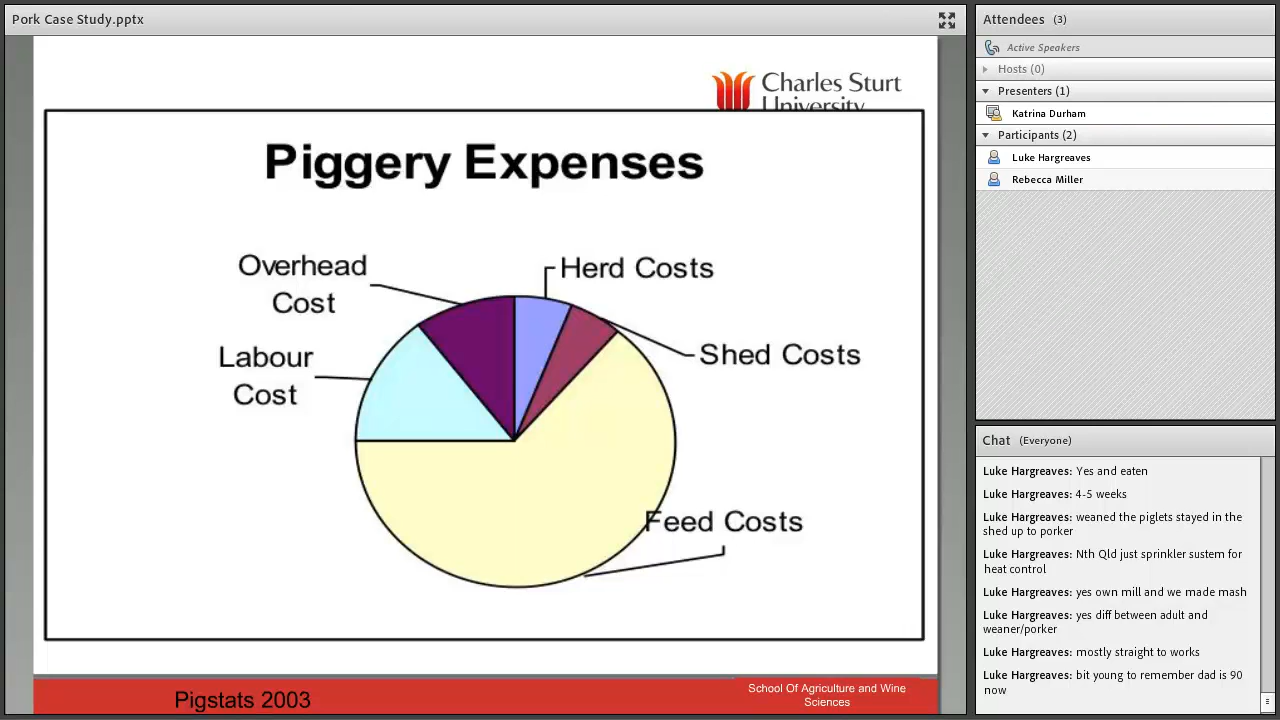 Pork Case Study.pptx
Charles Sturt
University
Piggery Expenses
Overhead
Cost
Herd Costs
Labour
Cost
Shed Costs
Feed Costs
Pigstats 2003
School Of Agriculture and Wine
Sciences
Attendees (3)
Active Speakers
Hosts (0)
Presenters (1)
Katrina Durham
Participants (2)
Luke Hargreaves
Rebecca Miller
Chat (Everyone)
Luke Hargreaves: Yes and eaten
Luke Hargreaves: 4-5 weeks
Luke Hargreaves: weaned the piglets stayed in the
shed up to porker
Luke Hargreaves: Nth Qld just sprinkler sustem for
heat control
Luke Hargreaves: yes own mill and we made mash
Luke Hargreaves: yes diff between adult and
weaner/porker
Luke Hargreaves: mostly straight to works
Luke Hargreaves: bit young to remember dad is 90
now